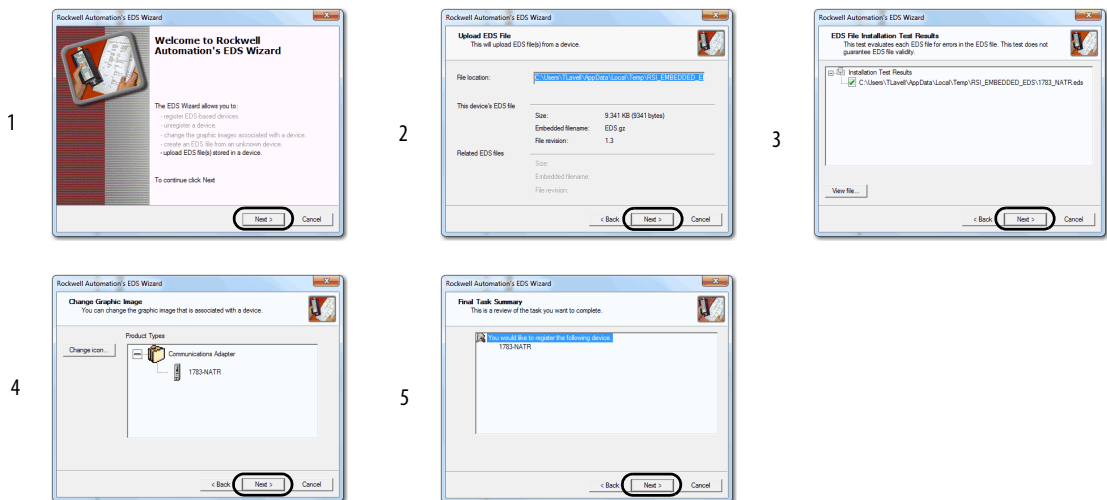 1
Rockwell Automation's EDS Wizard
Welcome to Rockwell
Automation's EDS Wizard
The EDS Wizard allows you to:
- register EDS-based devices.
- unregister a device.
- change the graphic images associated with a device.
- create an EDS file from an unknown device.
- upload EDS file(s) stored in a device.
To continue click Next
Next >
Cancel
2
Rockwell Automation's EDS Wizard
Upload EDS File
This will upload EDS file(s) from a device.
File location:
C:\Users\TLavell\AppData\Local\Temp\RSI_EMBEDDED_E
This device's EDS file
Size: 9.341 KB (9341 bytes)
Embedded filename: EDS.gz
File revision: 1.3
Related EDS files
Size:
Embedded filename:
File revision:
< Back
Next >
Cancel
3
Rockwell Automation's EDS Wizard
EDS File Installation Test Results
This test evaluates each EDS file for errors in the EDS file. This test does not
guarantee EDS file validity.
Installation Test Results
C:\Users\TLavell\AppData\Local\Temp\RSI_EMBEDDED_EDS\1783_NATR.eds
View file...
< Back
Next >
Cancel
4
Rockwell Automation's EDS Wizard
Change Graphic Image
You can change the graphic image that is associated with a device.
Product Types
Change icon...
Communications Adapter
1783-NATR
< Back
Next >
Cancel
5
Rockwell Automation's EDS Wizard
Final Task Summary
This is a review of the task you want to complete.
You would like to register the following device.
1783-NATR
< Back
Next >
Cancel